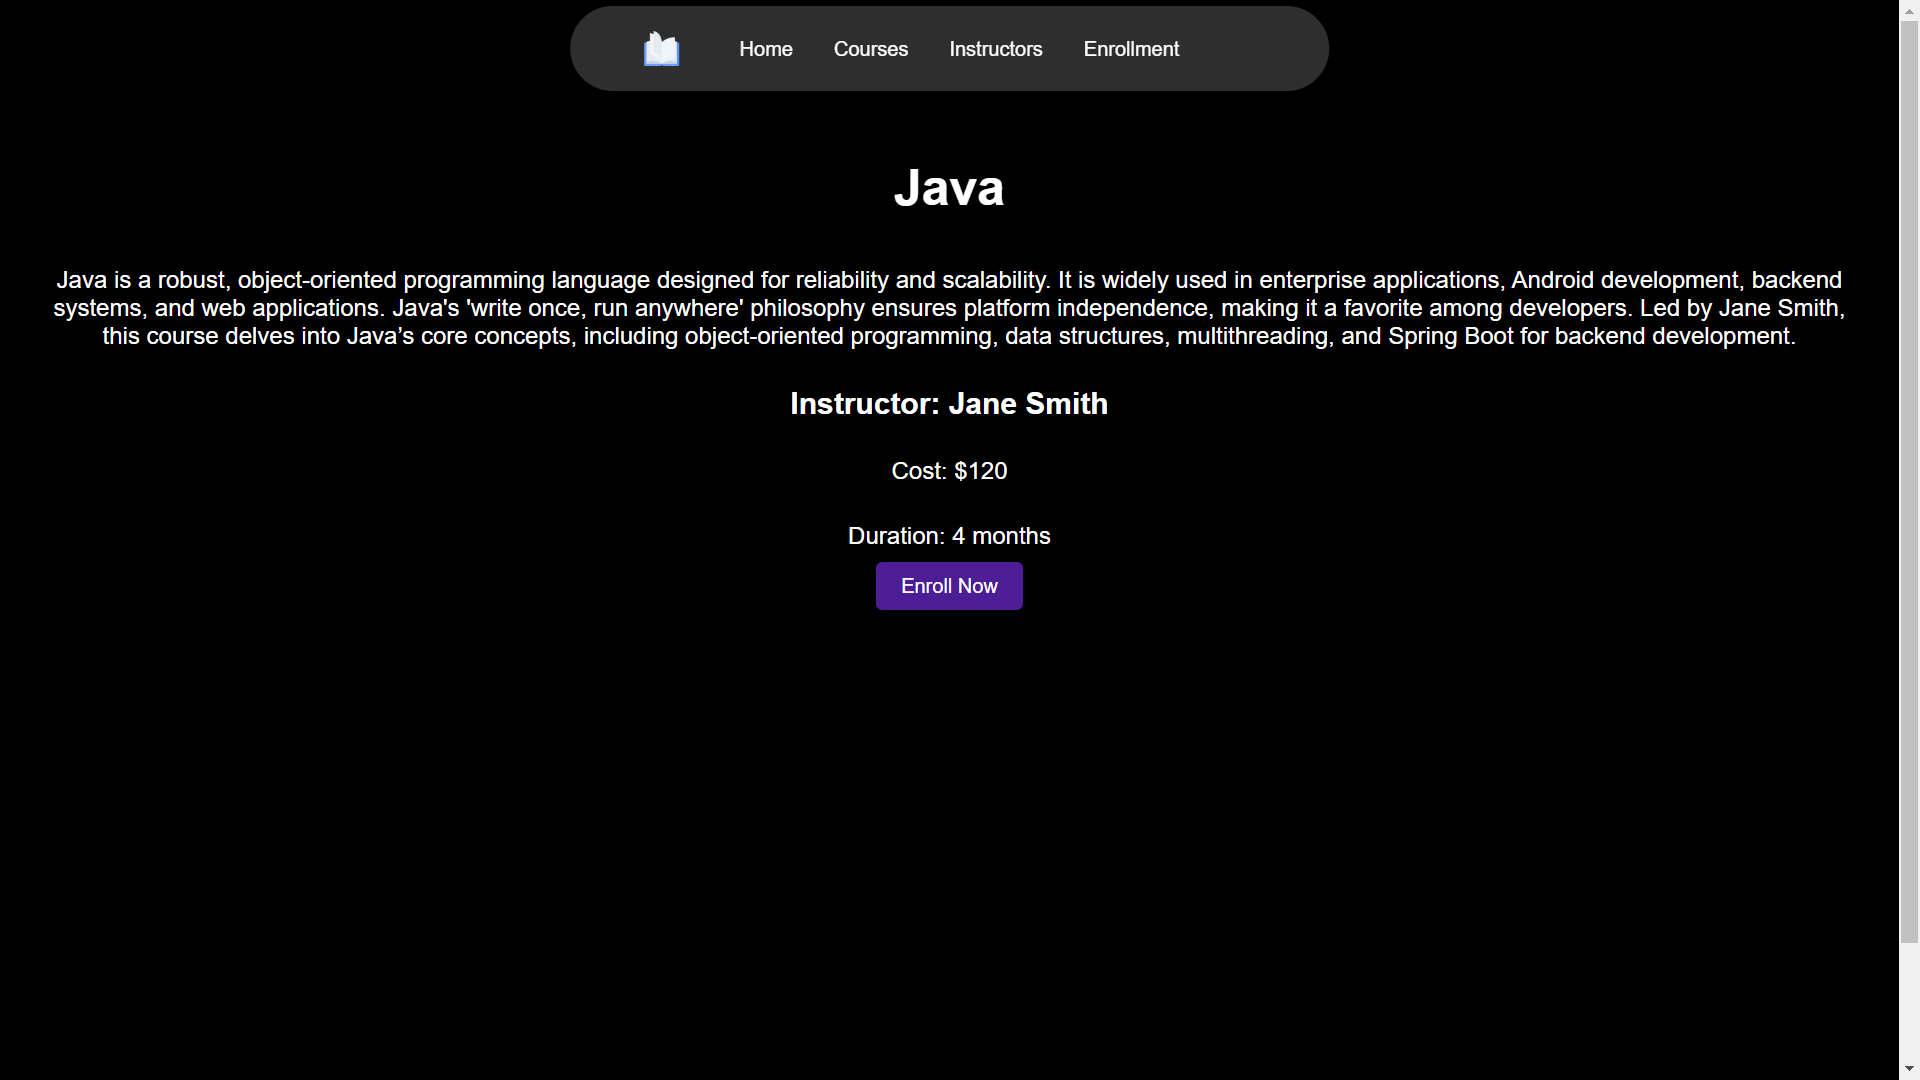 Home Courses Instructors Enrollment
Java
Java is a robust, object-oriented programming language designed for reliability and scalability. It is widely used in enterprise applications, Android development, backend
systems, and web applications. Java's 'write once, run anywhere' philosophy ensures platform independence, making it a favorite among developers. Led by Jane Smith,
this course delves into Java’s core concepts, including object-oriented programming, data structures, multithreading, and Spring Boot for backend development.
Instructor: Jane Smith
Cost: $120
Duration: 4 months
Enroll Now